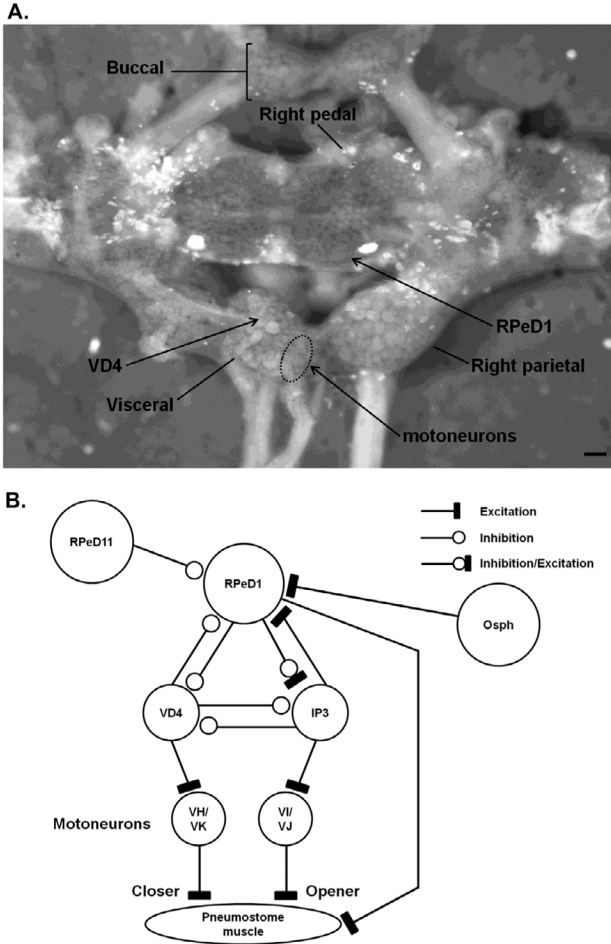 A.
Buccal
Right pedal
RPeD1
VD4
Right parietal
Visceral
motoneurons
B.
Excitation
RPeD11
Inhibition
RPeD1
Inhibition/Excitation
Osph
VD4
IP3
VH/
VK
VI/
VJ
Motoneurons
Closer
Opener
Pneumostome
muscle